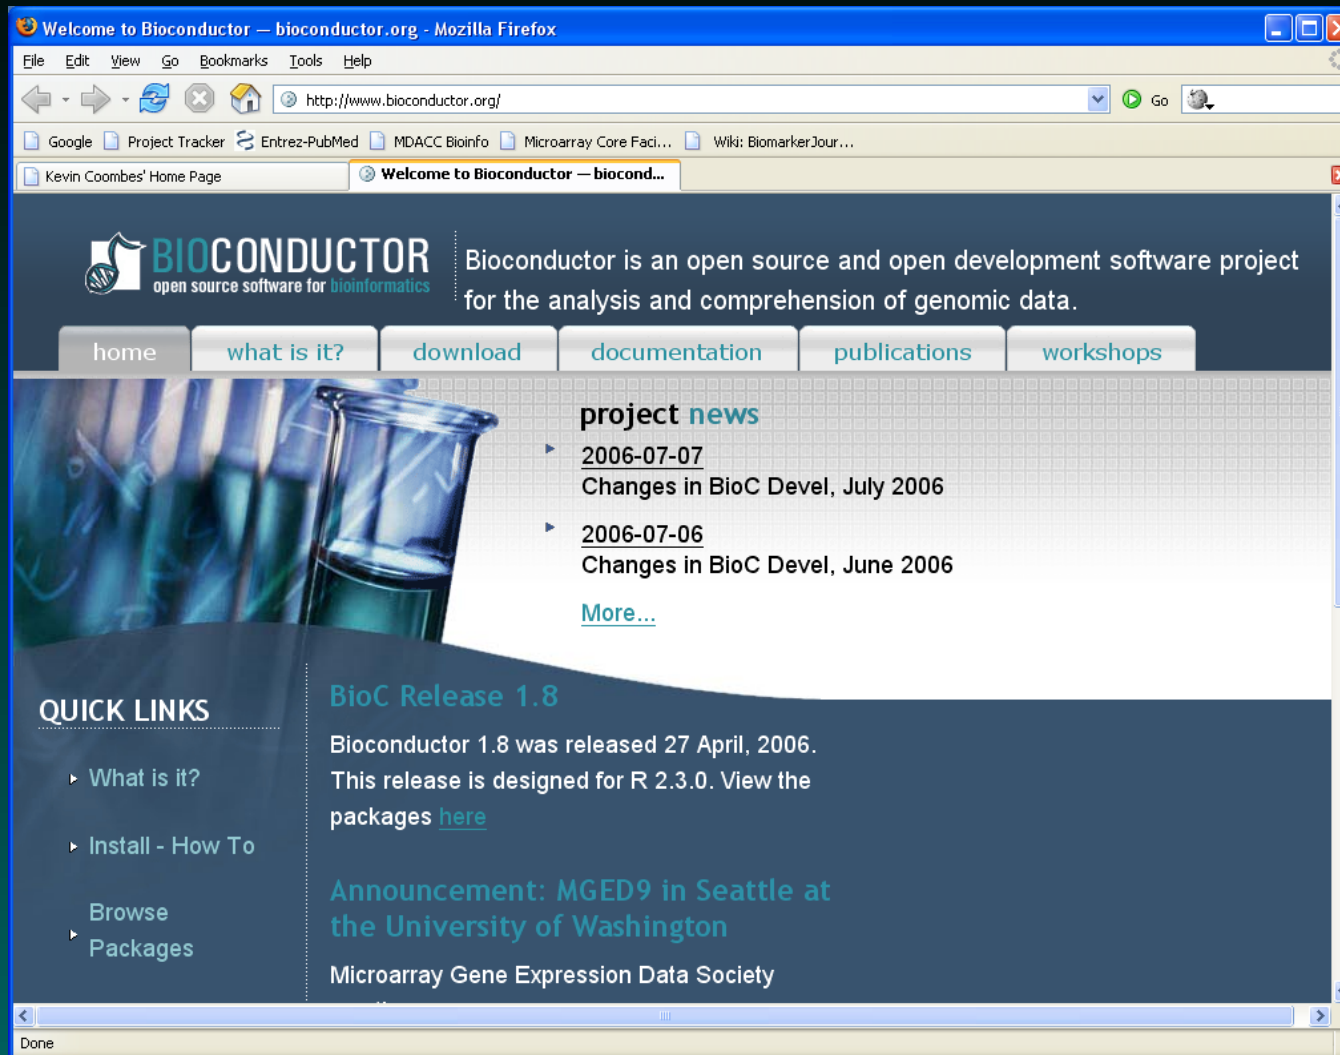 Welcome to Bioconductor — bioconductor.org - Mozilla Firefox
File Edit View Go Bookmarks Tools Help
http://www.bioconductor.org/ Go
Google Project Tracker Entrez-PubMed MDACC Bioinfo Microarray Core Faci... Wiki: BiomarkerJour...
Kevin Coombes' Home Page Welcome to Bioconductor — biocond...
BIOCONDUCTOR
open source software for bioinformatics
Bioconductor is an open source and open development software project
for the analysis and comprehension of genomic data.
home what is it? download documentation publications workshops
project news
2006-07-07
Changes in BioC Devel, July 2006
2006-07-06
Changes in BioC Devel, June 2006
More...
QUICK LINKS
What is it?
Install - How To
Browse
Packages
BioC Release 1.8
Bioconductor 1.8 was released 27 April, 2006.
This release is designed for R 2.3.0. View the
packages here
Announcement: MGED9 in Seattle at
the University of Washington
Microarray Gene Expression Data Society
Done